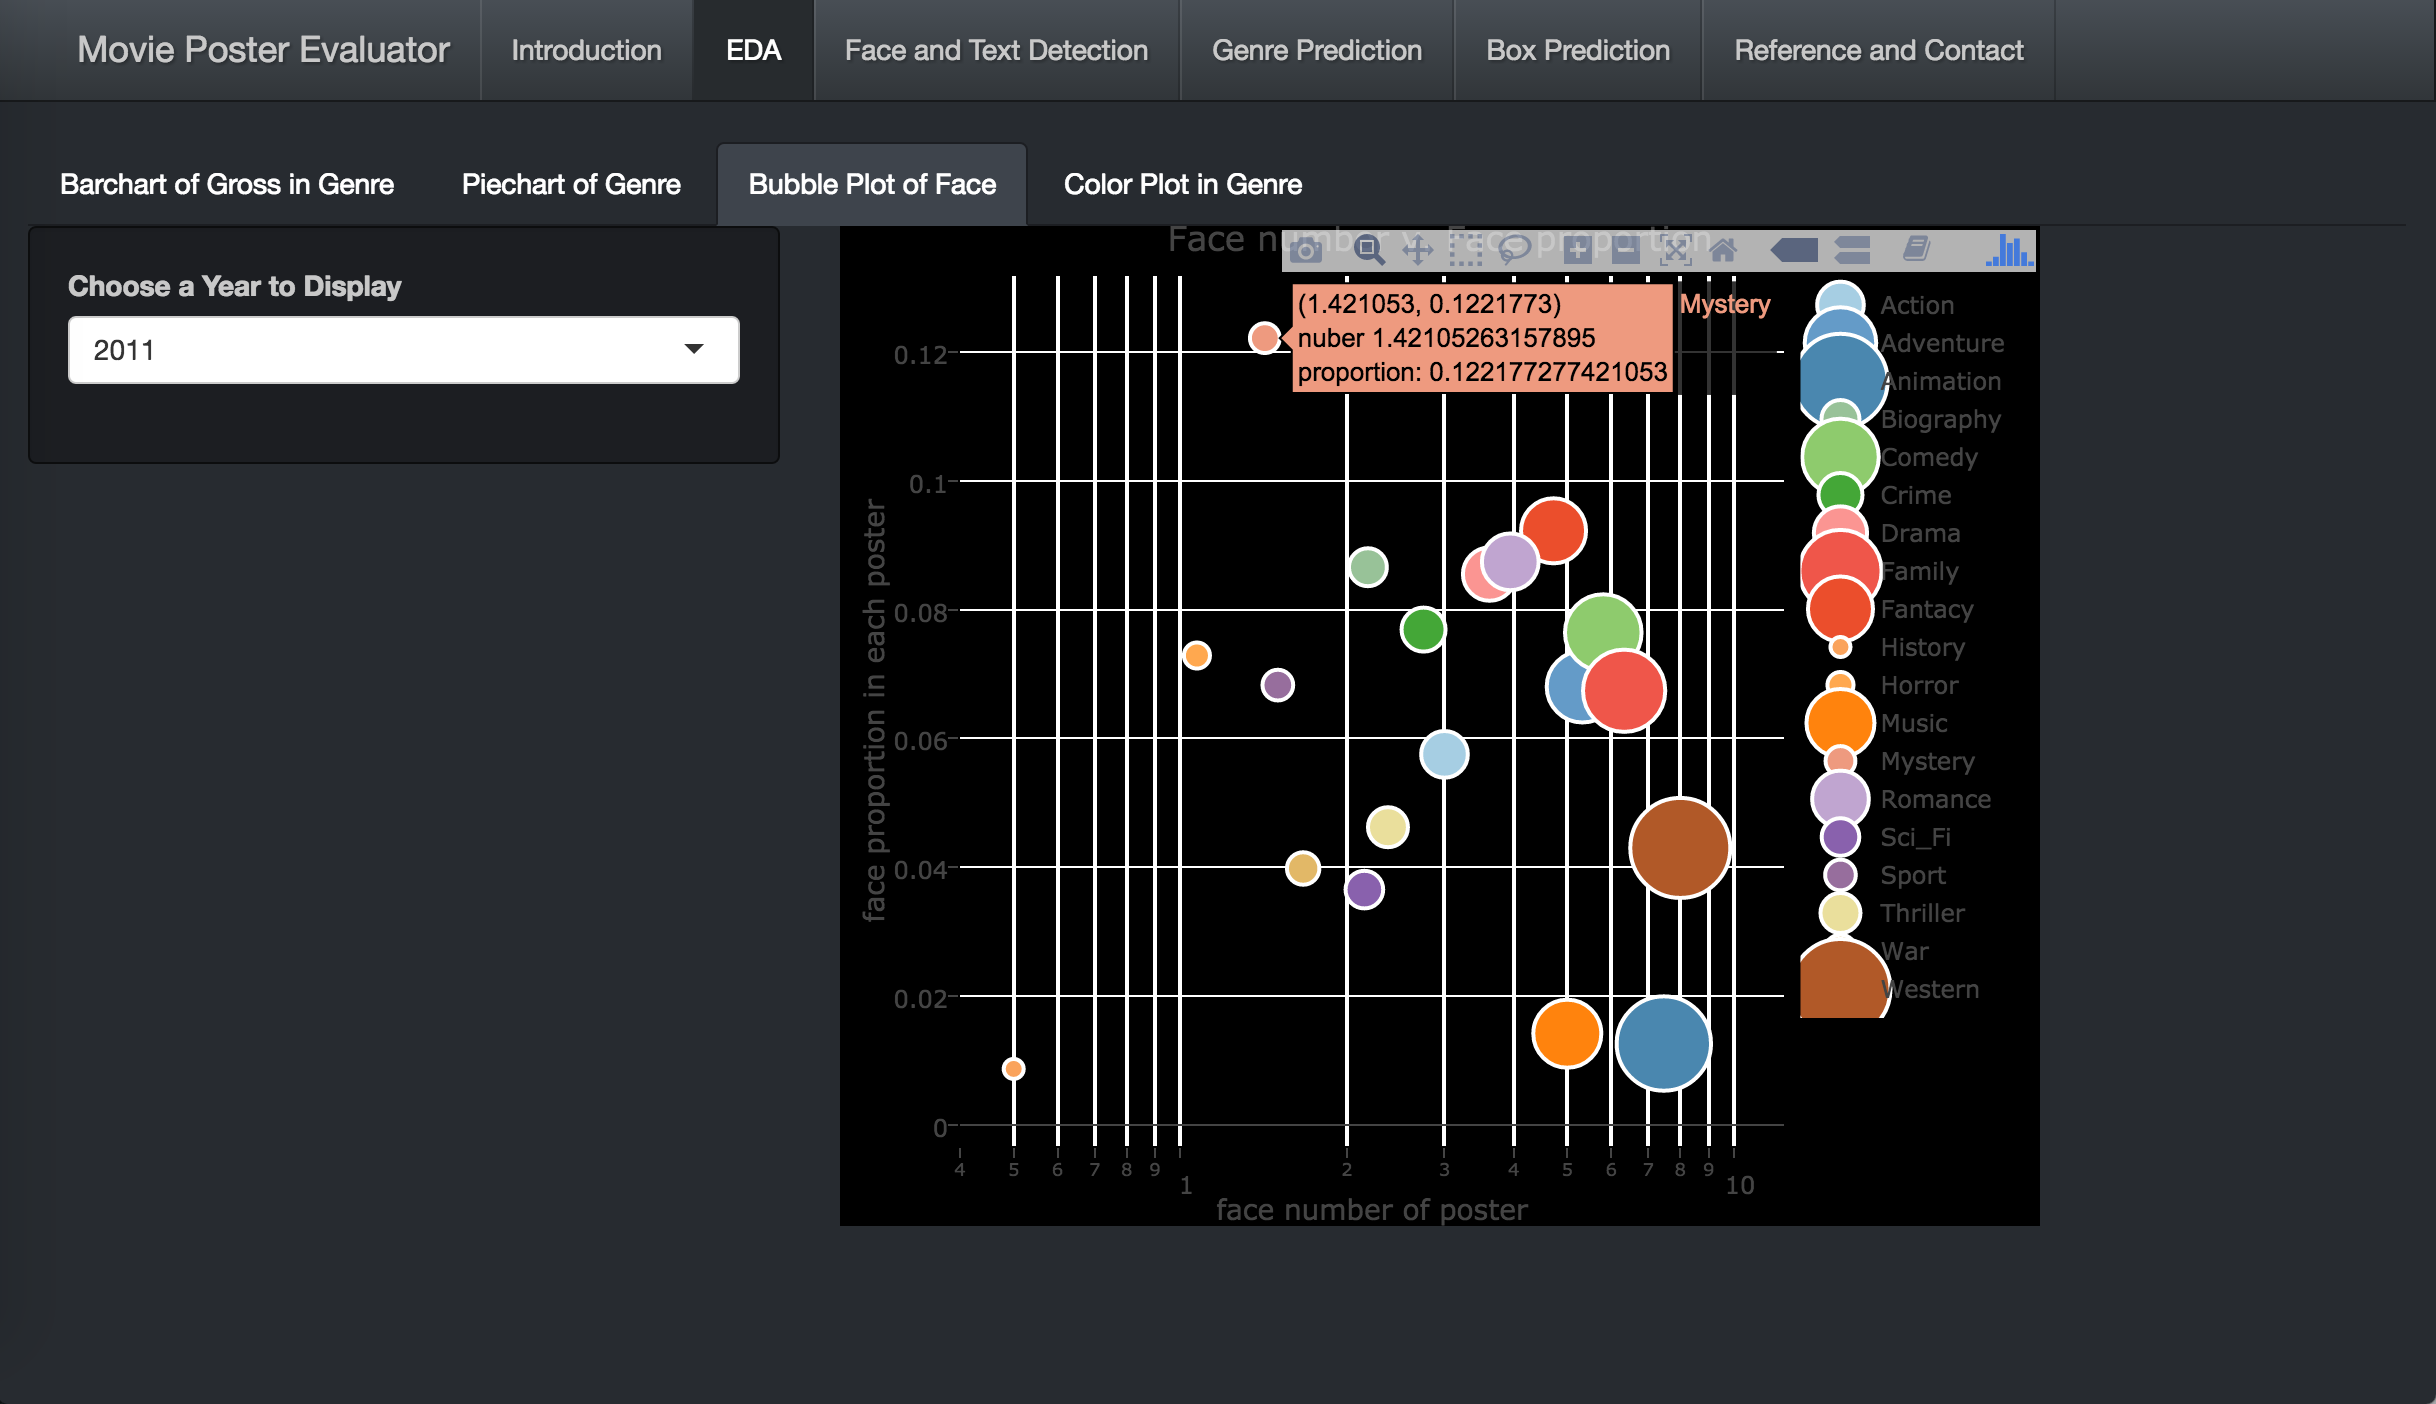 Movie Poster Evaluator
Introduction
EDA
Face and Text Detection
Genre Prediction
Box Prediction
Reference and Contact
Barchart of Gross in Genre
Piechart of Genre
Bubble Plot of Face
Color Plot in Genre
Choose a Year to Display
2011
Face number v. Face proportion
(1.421053, 0.1221773)
nuber 1.42105263157895
proportion: 0.122177277421053
Mystery
face proportion in each poster
0.12
0.1
0.08
0.06
0.04
0.02
0
4 5 6 7 8 9 1 2 3 4 5 6 7 8 9 10
face number of poster
Action
Adventure
Animation
Biography
Comedy
Crime
Drama
Family
Fantacy
History
Horror
Music
Mystery
Romance
Sci_Fi
Sport
Thriller
War
Western